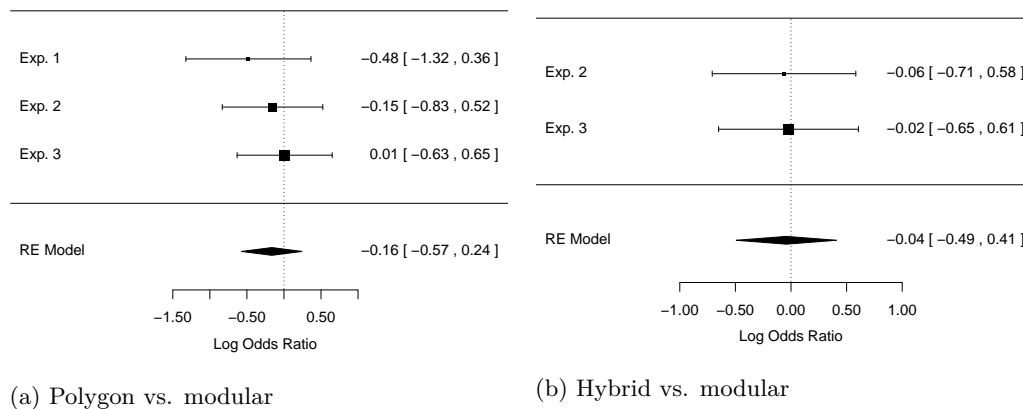 Exp. 1 −0.48 [ −1.32 , 0.36 ]
Exp. 2 −0.15 [ −0.83 , 0.52 ]
Exp. 3 0.01 [ −0.63 , 0.65 ]
RE Model −0.16 [ −0.57 , 0.24 ]
−1.50 −0.50 0.50
Log Odds Ratio
(a) Polygon vs. modular
Exp. 2 −0.06 [ −0.71 , 0.58 ]
Exp. 3 −0.02 [ −0.65 , 0.61 ]
RE Model −0.04 [ −0.49 , 0.41 ]
−1.00 −0.50 0.00 0.50 1.00
Log Odds Ratio
(b) Hybrid vs. modular